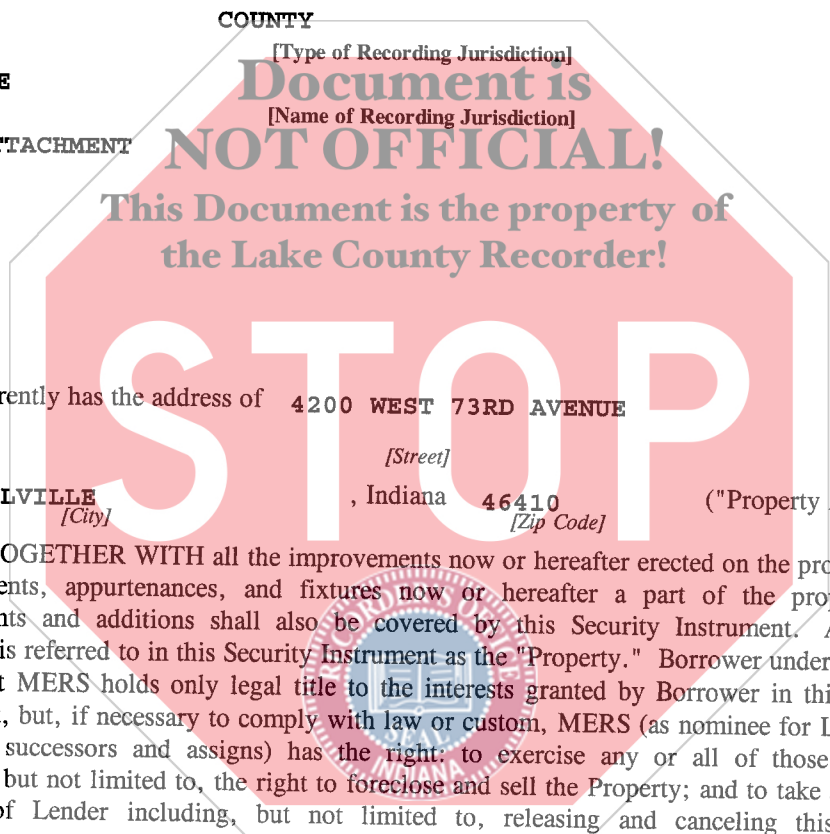 COUNTY
[Type of Recording Jurisdiction]
Document is
E
[Name of Recording Jurisdiction]
TTACHMENT
NOT OFFICIAL!
This Document is the property of
the Lake County Recorder!
STOP
rently has the address of 4200 WEST 73RD AVENUE
[Street]
LVILLE , Indiana 46410 ("Property
[City] [Zip Code]
OGETHER WITH all the improvements now or hereafter erected on the pro
ents, appurtenances, and fixtures now or hereafter a part of the pro
nts and additions shall also be covered by this Security Instrument. A
is referred to in this Security Instrument as the "Property." Borrower under
t MERS holds only legal title to the interests granted by Borrower in thi
, but, if necessary to comply with law or custom, MERS (as nominee for L
successors and assigns) has the right: to exercise any or all of those
but not limited to, the right to foreclose and sell the Property; and to take
of Lender including, but not limited to, releasing and canceling this
RECORDER'S OFFICE
SEAL
INDIANA